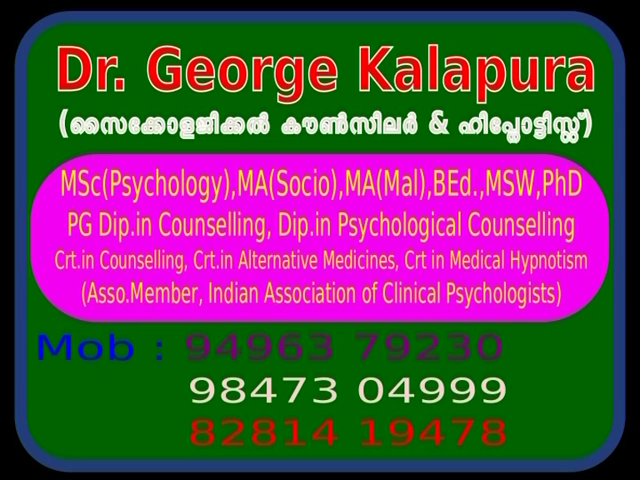 Dr. George Kalapura
(സൈക്കോളജിക്കൽ കൗൺസിലർ & ഹിപ്നോട്ടിസ്റ്റ്)
MSc(Psychology),MA(Socio),MA(Mal),BEd.,MSW,PhD
PG Dip.in Counselling, Dip.in Psychological Counselling
Crt.in Counselling, Crt.in Alternative Medicines, Crt in Medical Hypnotism
(Asso.Member, Indian Association of Clinical Psychologists)
Mob : 94963 79230
98473 04999
82814 19478